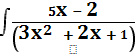 ∫ 5x − 2
(3x² + 2x + 1)